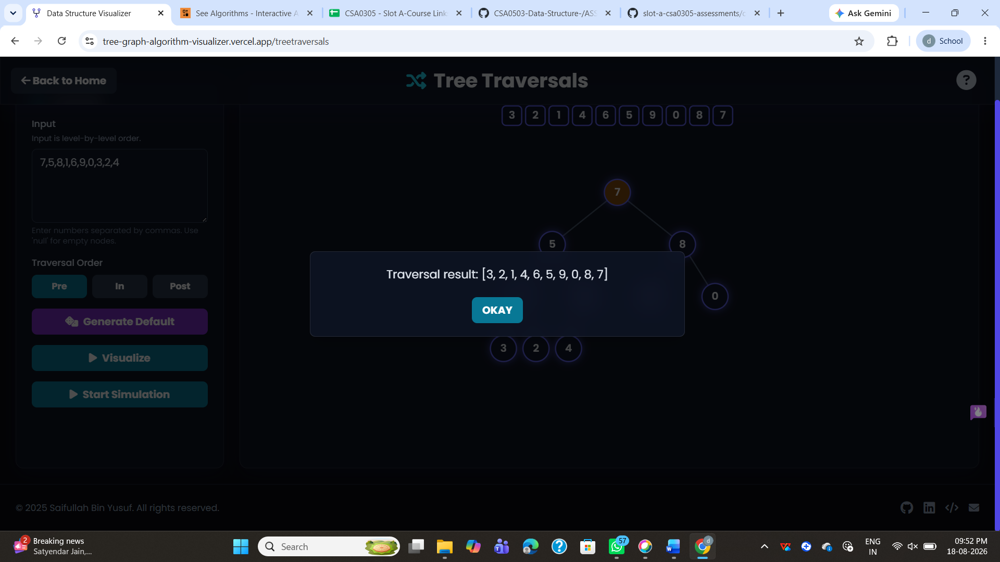 Data Structure Visualizer
See Algorithms - Interactive A
CSA0305 - Slot A-Course Link
CSA0503-Data-Structure-/ASS
slot-a-csa0305-assessments/c
Ask Gemini
tree-graph-algorithm-visualizer.vercel.app/treetraversals
d School
Back to Home
Tree Traversals
?
3 2 1 4 6 5 9 0 8 7
Input
Input is level-by-level order.
7,5,8,1,6,9,0,3,2,4
Enter numbers separated by commas. Use
'null' for empty nodes.
Traversal Order
Pre In Post
Generate Default
Visualize
Start Simulation
7
5 8
Traversal result: [3, 2, 1, 4, 6, 5, 9, 0, 8, 7]
0
OKAY
3 2 4
© 2025 Saifullah Bin Yusuf. All rights reserved.
2
Breaking news
Satyendar Jain,...
Search
57
d
ENG
IN
09:52 PM
18-08-2026